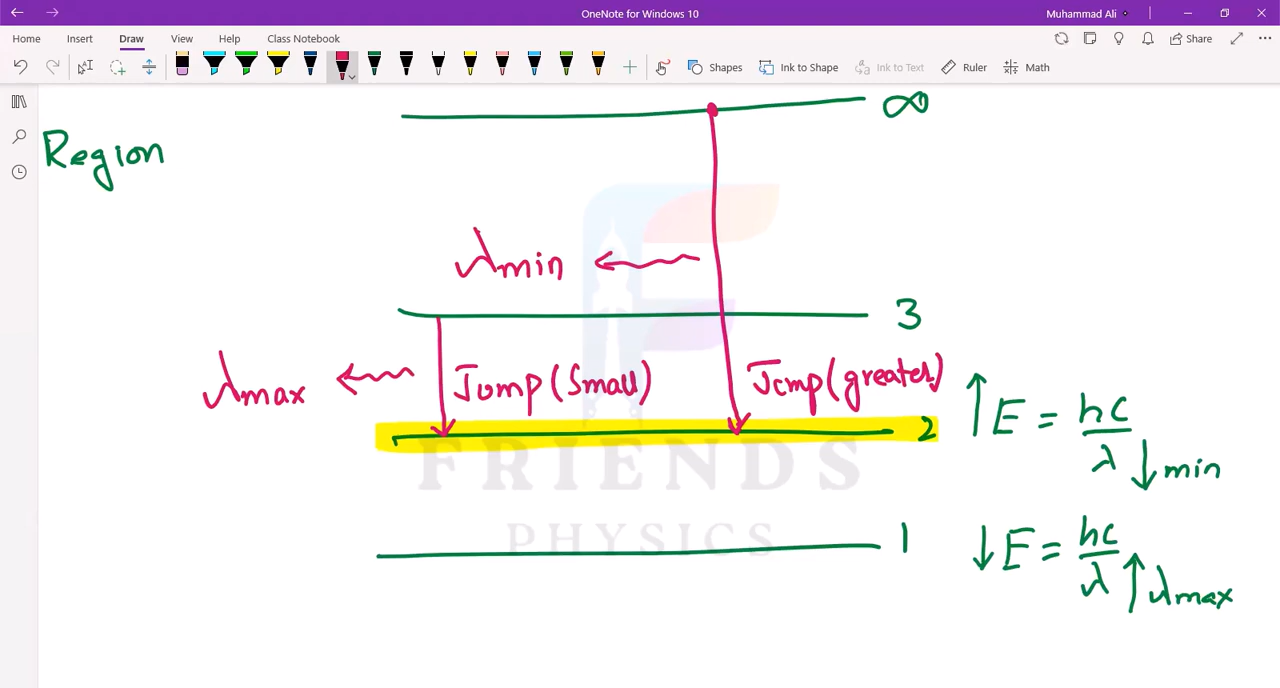 OneNote for Windows 10
Muhammad Ali
Home Insert Draw View Help Class Notebook
Share
Shapes Ink to Shape Ink to Text Ruler Math
∞
Region
λmin
3
λmax
Jump (Small)
Jump (greater)
↑E = hc/λ ↓min
2
FRIENDS
PHYSICS
1
↓E = hc/λ ↑λmax